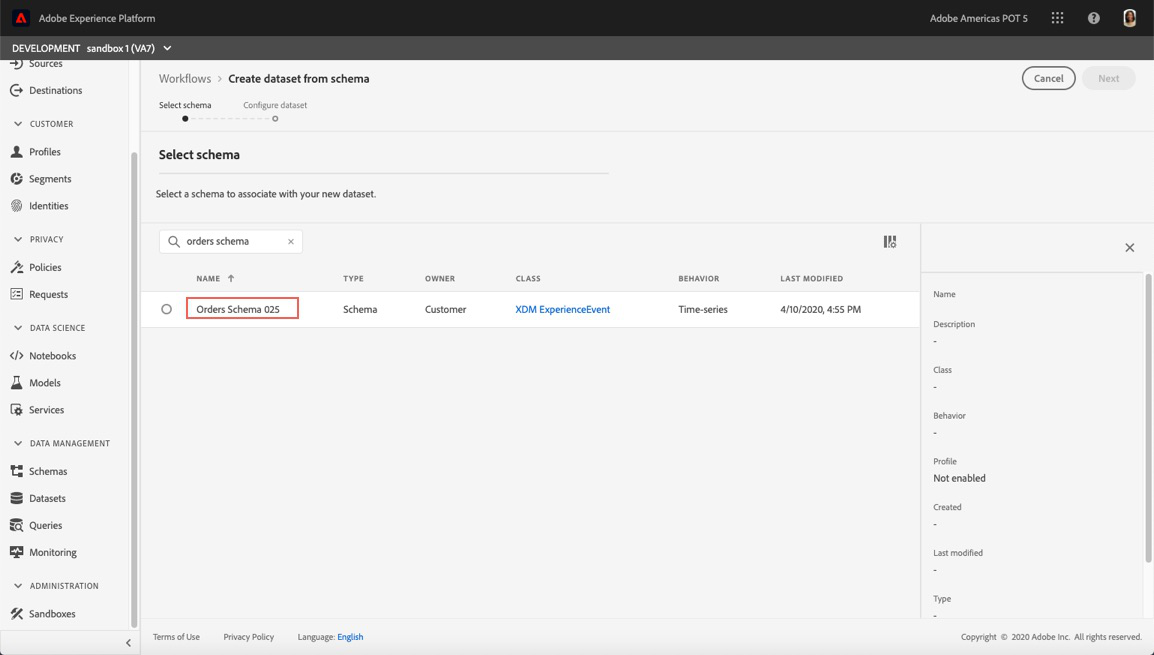 Adobe Experience Platform
Adobe Americas POT 5
DEVELOPMENT sandbox 1 (VA7)
Sources
Destinations
CUSTOMER
Profiles
Segments
Identities
PRIVACY
Policies
Requests
DATA SCIENCE
Notebooks
Models
Services
DATA MANAGEMENT
Schemas
Datasets
Queries
Monitoring
ADMINISTRATION
Sandboxes
Workflows > Create dataset from schema
Cancel
Next
Select schema
Configure dataset
Select schema
Select a schema to associate with your new dataset.
orders schema
NAME ↑ TYPE OWNER CLASS BEHAVIOR LAST MODIFIED
Orders Schema 025 Schema Customer XDM ExperienceEvent Time-series 4/10/2020, 4:55 PM
Name
Description
-
Class
-
Behavior
-
Profile
Not enabled
Created
-
Last modified
-
Type
-
Terms of Use Privacy Policy Language: English
Copyright © 2020 Adobe Inc. All rights reserved.